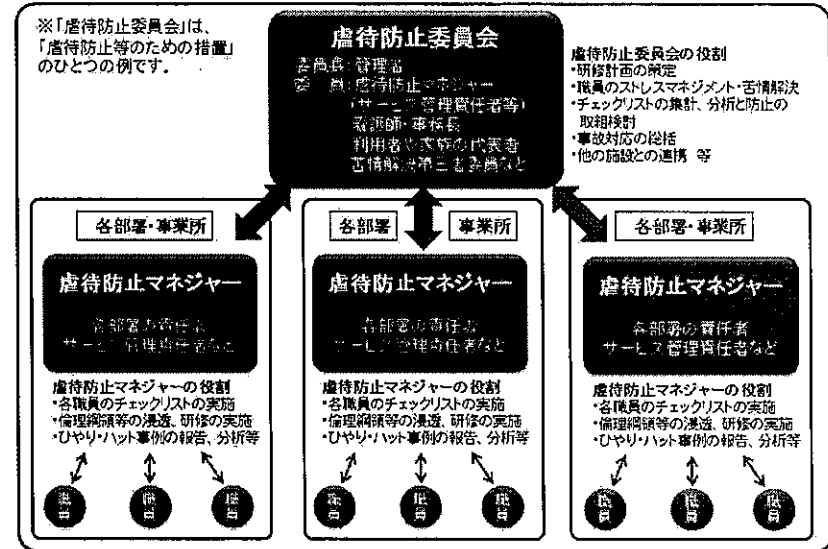 ※「虐待防止委員会」は、
「虐待防止等のための措置」
のひとつの例です。
虐待防止委員会
委員長：管理者
委　員：虐待防止マネジャー
（サービス管理責任者等）
看護師・事務長
利用者や家族の代表者
苦情解決第三者委員など
虐待防止委員会の役割
・研修計画の策定
・職員のストレスマネジメント・苦情解決
・チェックリストの集計、分析と防止の
取組検討
・事故対応の総括
・他の施設との連携 等
各部署・事業所
虐待防止マネジャー
各部署の責任者
サービス管理責任者など
虐待防止マネジャーの役割
・各職員のチェックリストの実施
・倫理綱領等の浸透、研修の実施
・ひやり・ハット事例の報告、分析等
職員
職員
職員
各部署
事業所
虐待防止マネジャー
各部署の責任者
サービス管理責任者など
虐待防止マネジャーの役割
・各職員のチェックリストの実施
・倫理綱領等の浸透、研修の実施
・ひやり・ハット事例の報告、分析等
職員
職員
職員
各部署・事業所
虐待防止マネジャー
各部署の責任者
サービス管理責任者など
虐待防止マネジャーの役割
・各職員のチェックリストの実施
・倫理綱領等の浸透、研修の実施
・ひやり・ハット事例の報告、分析等
職員
職員
職員